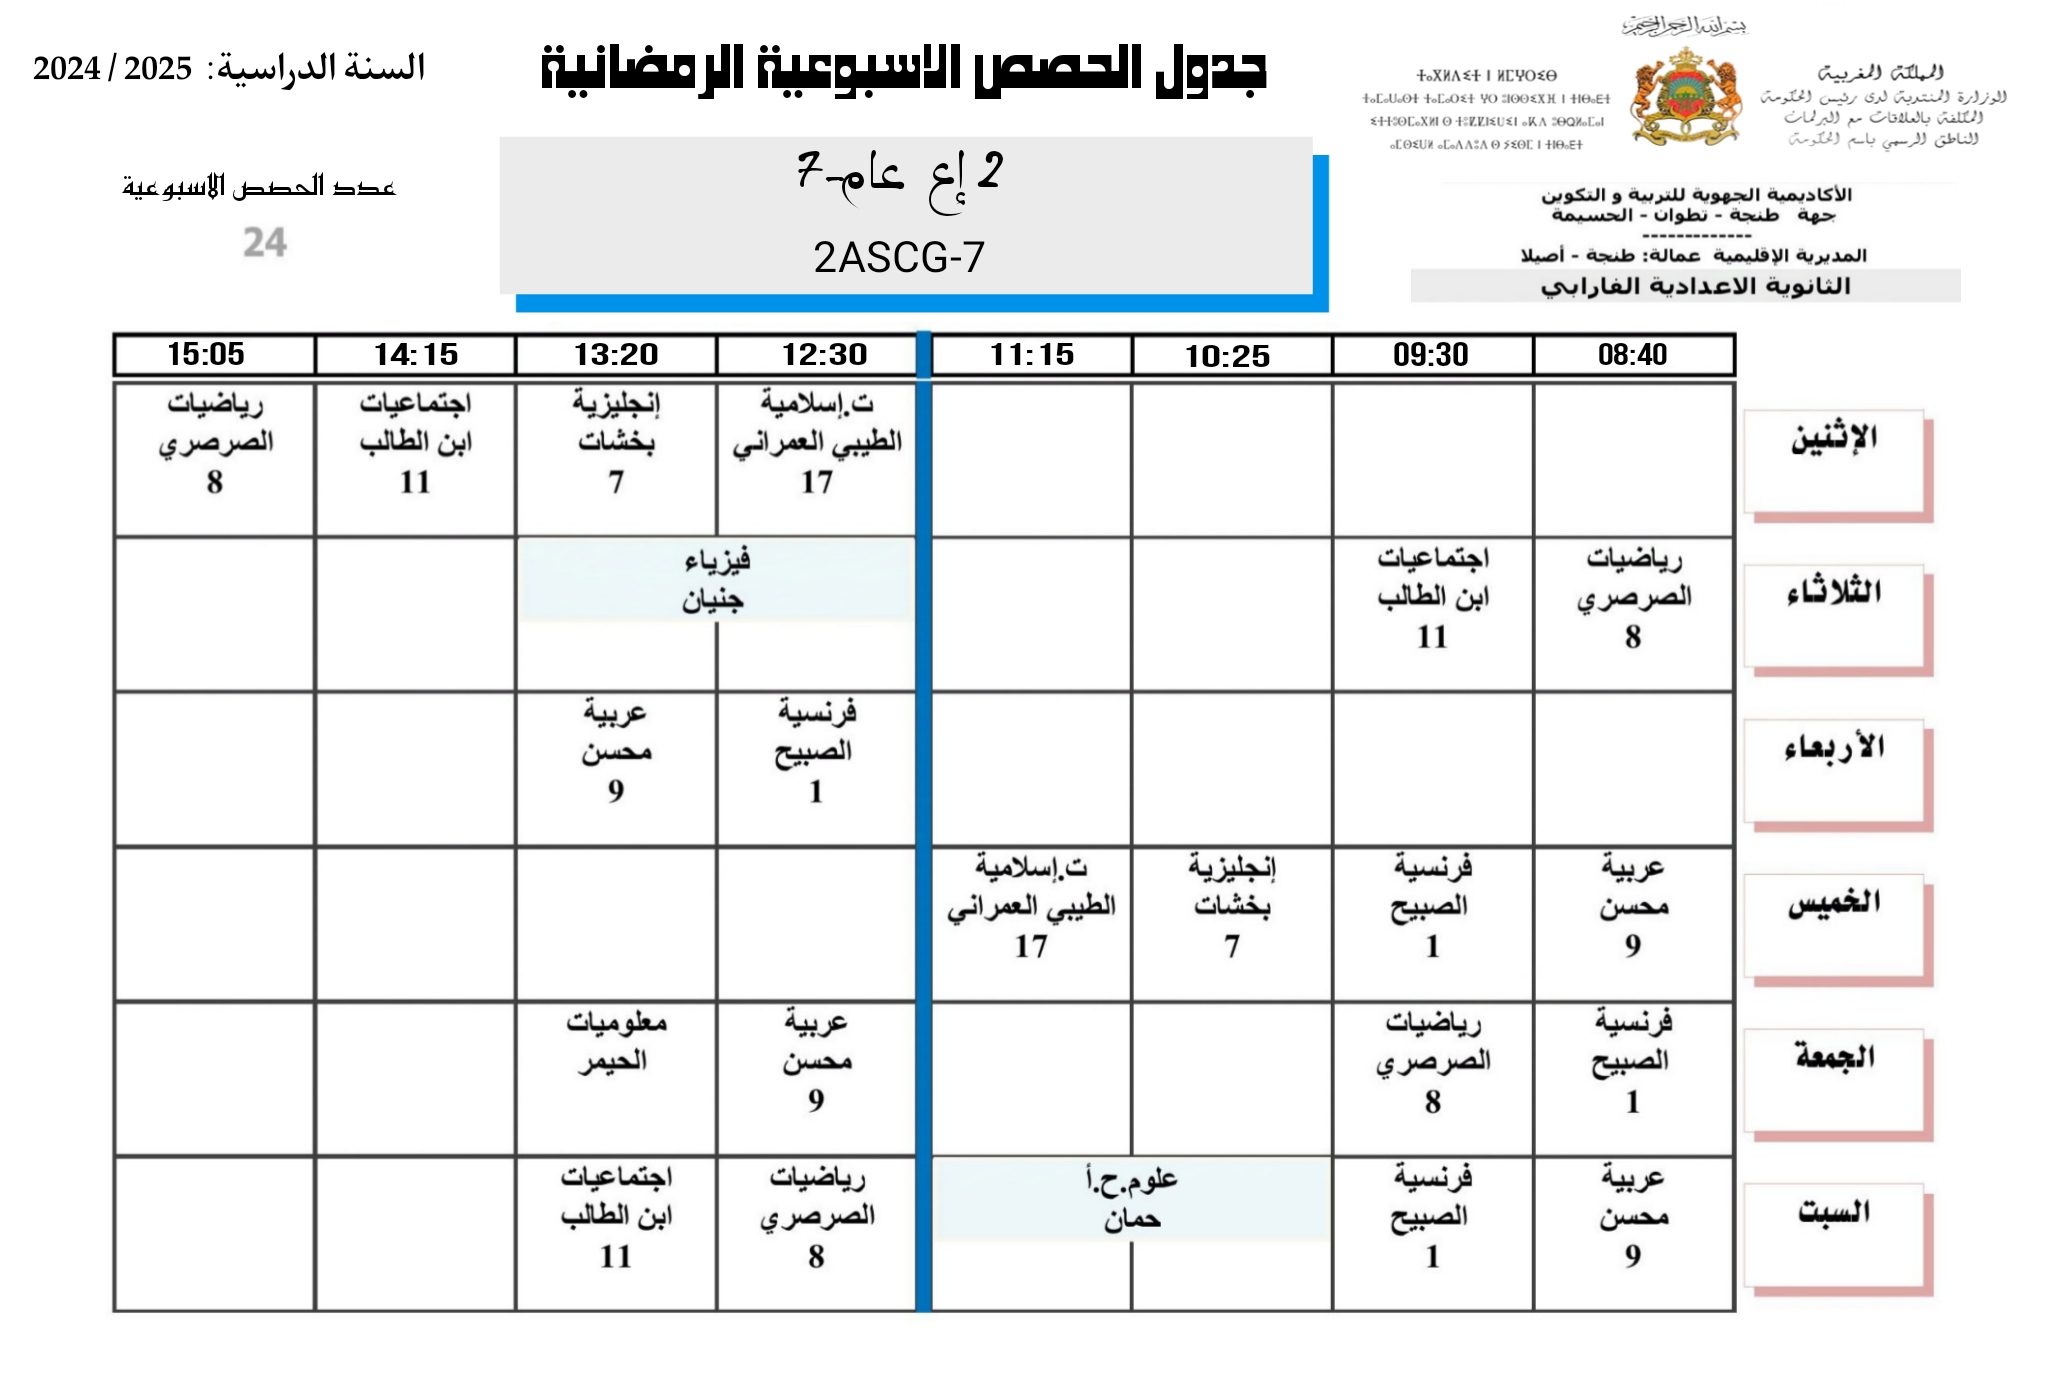 جدول الحصص الاسبوعية الرمضانية
السنة الدراسية: 2024 / 2025
2 إع عام-7
2ASCG-7
عدد الحصص الاسبوعية
24
بسم الله الرحمن الرحيم
المملكة المغربية
الوزارة المنتدبة لدى رئيس الحكومة
المكلفة بالعلاقات مع البرلمان
الناطق الرسمي باسم الحكومة
ⵜⴰⴳⵍⴷⵉⵜ ⵏ ⵍⵎⵖⵔⵉⴱ
الأكاديمية الجهوية للتربية و التكوين
جهة طنجة - تطوان - الحسيمة
-------------
المديرية الإقليمية عمالة: طنجة - أصيلا
الثانوية الاعدادية الفارابي
08:40 09:30 10:25 11:15 12:30 13:20 14:15 15:05
الإثنين
ت.إسلامية
الطيبي العمراني
17
إنجليزية
بخشات
7
اجتماعيات
ابن الطالب
11
رياضيات
الصرصري
8
الثلاثاء
رياضيات
الصرصري
8
اجتماعيات
ابن الطالب
11
فيزياء
جنيان
الأربعاء
فرنسية
الصبيح
1
عربية
محسن
9
الخميس
عربية
محسن
9
فرنسية
الصبيح
1
إنجليزية
بخشات
7
ت.إسلامية
الطيبي العمراني
17
الجمعة
فرنسية
الصبيح
1
رياضيات
الصرصري
8
عربية
محسن
9
معلوميات
الحيمر
السبت
عربية
محسن
9
فرنسية
الصبيح
1
علوم.ح.أ
حمان
رياضيات
الصرصري
8
اجتماعيات
ابن الطالب
11